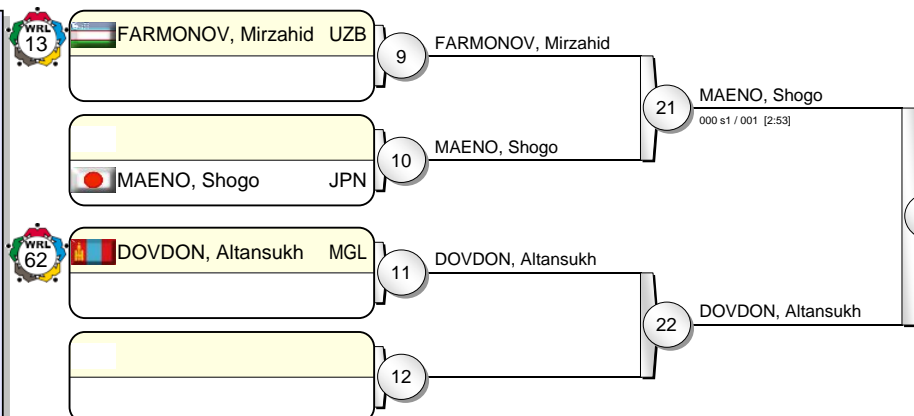 WRL
13
FARMONOV, Mirzahid UZB
9
FARMONOV, Mirzahid
21
MAENO, Shogo
000 s1 / 001 [2:53]
10
MAENO, Shogo
MAENO, Shogo JPN
WRL
62
DOVDON, Altansukh MGL
11
DOVDON, Altansukh
22
DOVDON, Altansukh
12